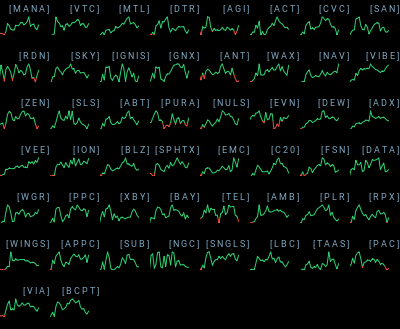 [MANA] [VTC] [MTL] [DTR] [AGI] [ACT] [CVC] [SAN]
[RDN] [SKY] [IGNIS] [GNX] [ANT] [WAX] [NAV] [VIBE]
[ZEN] [SLS] [ABT] [PURA] [NULS] [EVN] [DEW] [ADX]
[VEE] [ION] [BLZ] [SPHTX] [EMC] [C20] [FSN] [DATA]
[WGR] [PPC] [XBY] [BAY] [TEL] [AMB] [PLR] [RPX]
[WINGS] [APPC] [SUB] [NGC] [SNGLS] [LBC] [TAAS] [PAC]
[VIA] [BCPT]